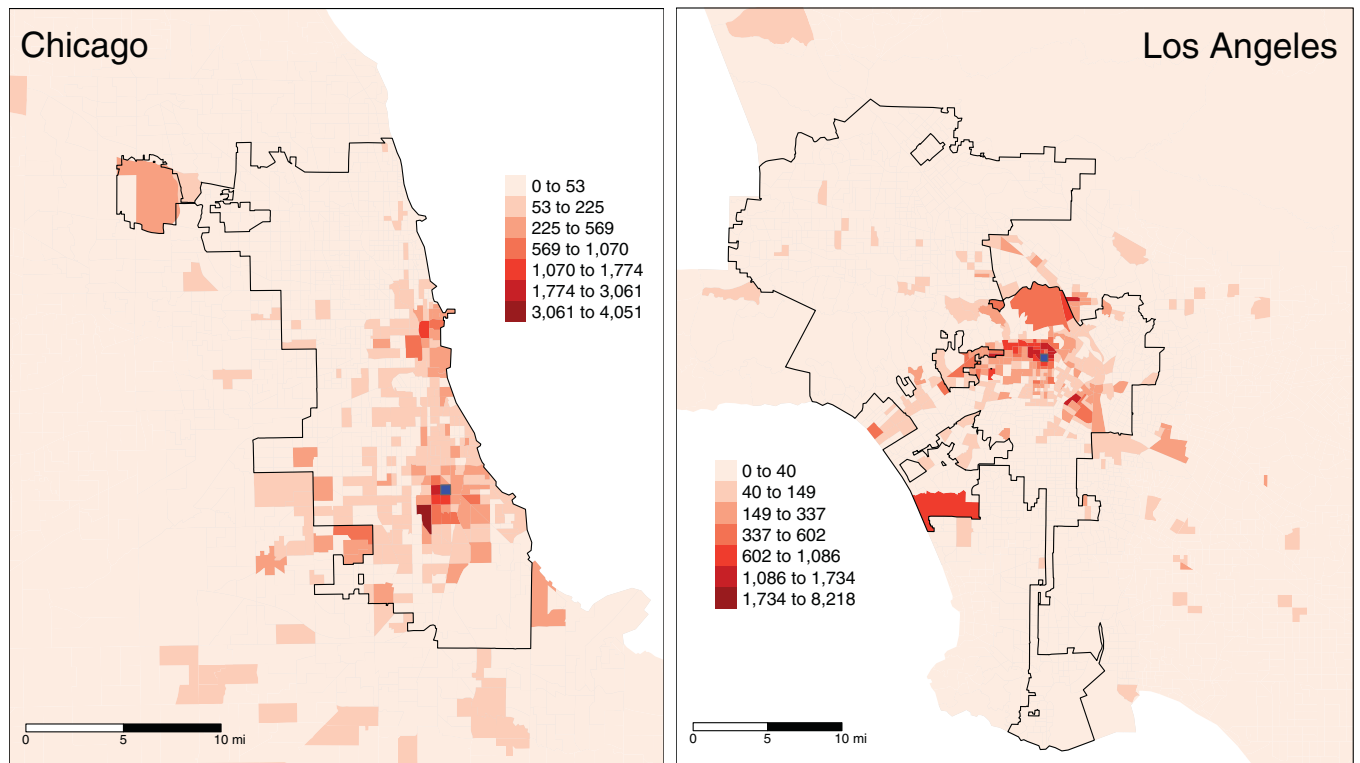 Chicago
0 to 53
53 to 225
225 to 569
569 to 1,070
1,070 to 1,774
1,774 to 3,061
3,061 to 4,051
0 5 10 mi
Los Angeles
0 to 40
40 to 149
149 to 337
337 to 602
602 to 1,086
1,086 to 1,734
1,734 to 8,218
0 5 10 mi